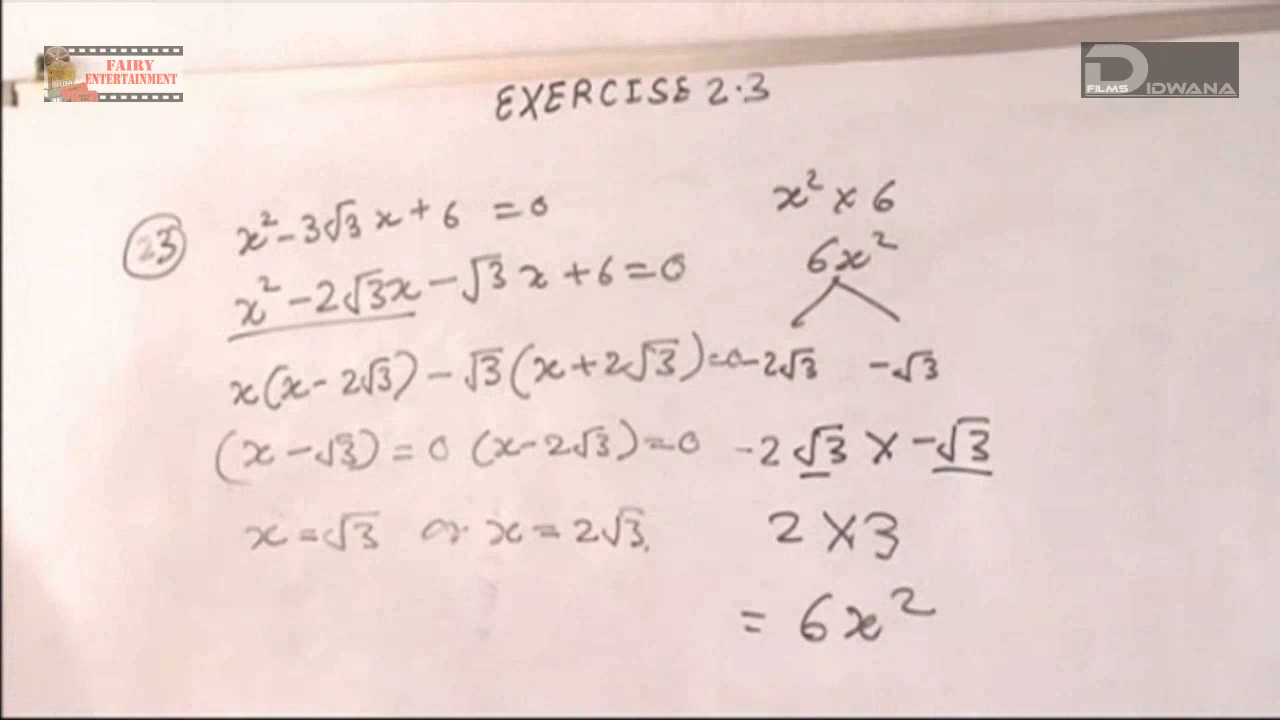 FAIRY
ENTERTAINMENT
DIDWANA
FILMS
EXERCISE 2.3
23 x² - 3√3 x + 6 = 0
x² - 2√3x - √3 x + 6 = 0
x(x - 2√3) - √3(x + 2√3) = 0
(x - √3) = 0 (x - 2√3) = 0
x = √3 or x = 2√3.
x² × 6
6x²
-2√3 -√3
-2√3 × -√3
2 × 3
= 6x²